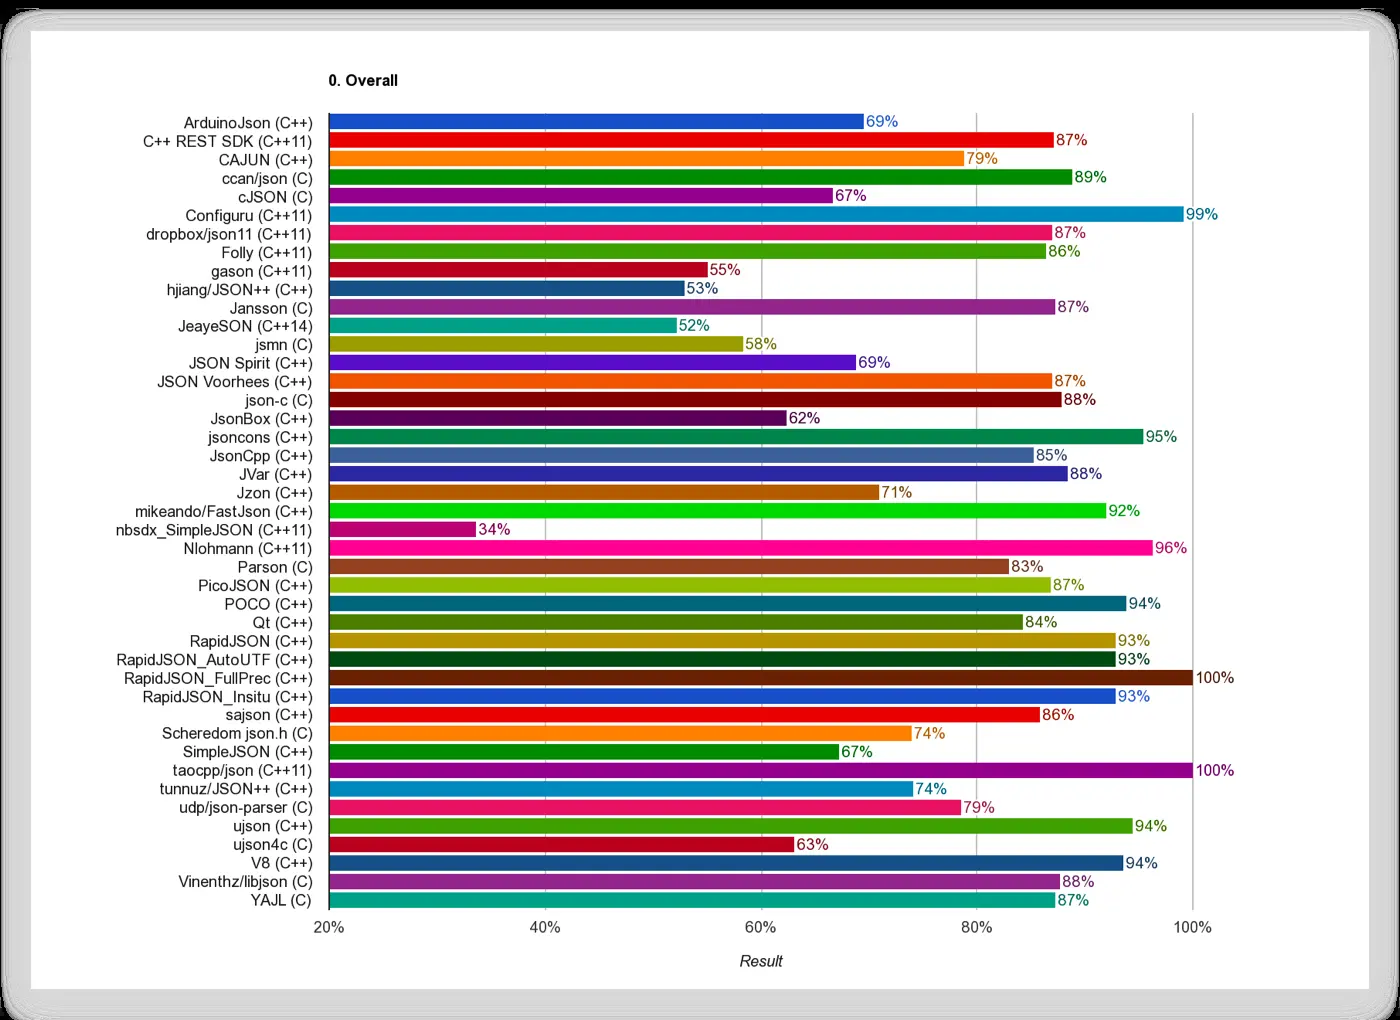 0. Overall
ArduinoJson (C++) 69%
C++ REST SDK (C++11) 87%
CAJUN (C++) 79%
ccan/json (C) 89%
cJSON (C) 67%
Configuru (C++11) 99%
dropbox/json11 (C++11) 87%
Folly (C++11) 86%
gason (C++11) 55%
hjiang/JSON++ (C++) 53%
Jansson (C) 87%
JeayeSON (C++14) 52%
jsmn (C) 58%
JSON Spirit (C++) 69%
JSON Voorhees (C++) 87%
json-c (C) 88%
JsonBox (C++) 62%
jsoncons (C++) 95%
JsonCpp (C++) 85%
JVar (C++) 88%
Jzon (C++) 71%
mikeando/FastJson (C++) 92%
nbsdx_SimpleJSON (C++11) 34%
Nlohmann (C++11) 96%
Parson (C) 83%
PicoJSON (C++) 87%
POCO (C++) 94%
Qt (C++) 84%
RapidJSON (C++) 93%
RapidJSON_AutoUTF (C++) 93%
RapidJSON_FullPrec (C++) 100%
RapidJSON_Insitu (C++) 93%
sajson (C++) 86%
Scheredom json.h (C) 74%
SimpleJSON (C++) 67%
taocpp/json (C++11) 100%
tunnuz/JSON++ (C++) 74%
udp/json-parser (C) 79%
ujson (C++) 94%
ujson4c (C) 63%
V8 (C++) 94%
Vinenthz/libjson (C) 88%
YAJL (C) 87%
20% 40% 60% 80% 100%
Result